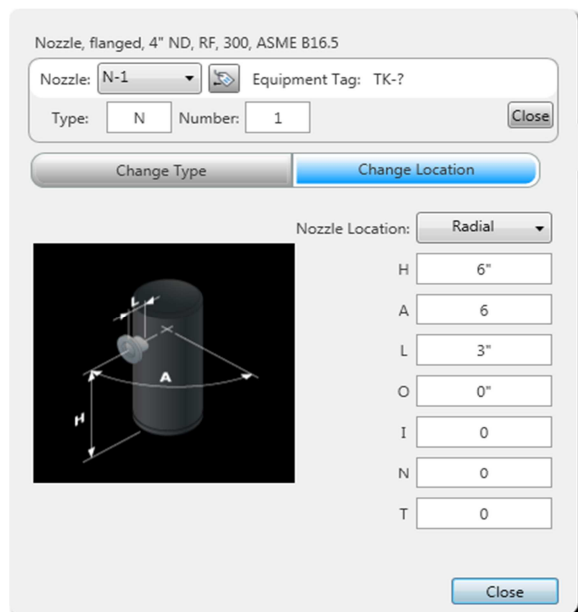 Nozzle, flanged, 4" ND, RF, 300, ASME B16.5
Nozzle: N-1 Equipment Tag: TK-?
Type: N Number: 1 Close
Change Type Change Location
Nozzle Location: Radial
H 6"
A 6
L 3"
O 0"
I 0
N 0
T 0
L
A
H
Close